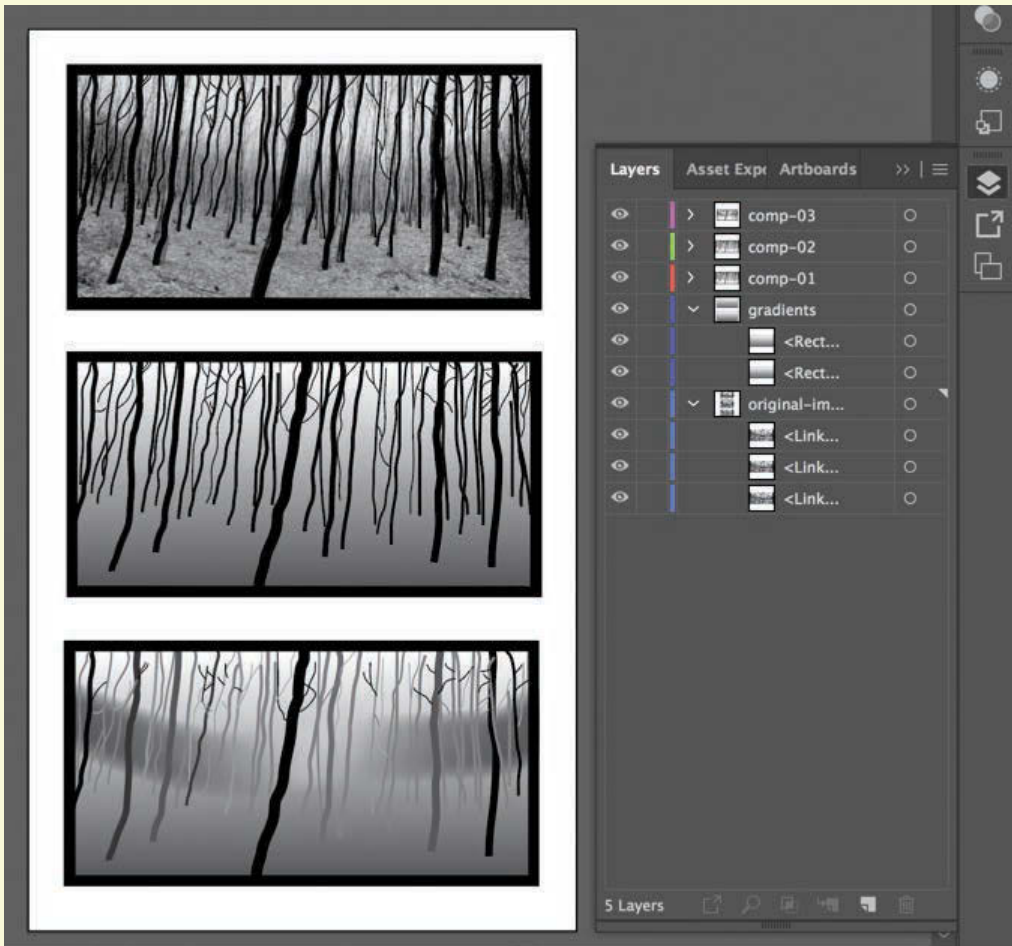 Layers Asset Expo Artboards >>
comp-03
comp-02
comp-01
gradients
<Rect...
<Rect...
original-im...
<Link...
<Link...
<Link...
5 Layers